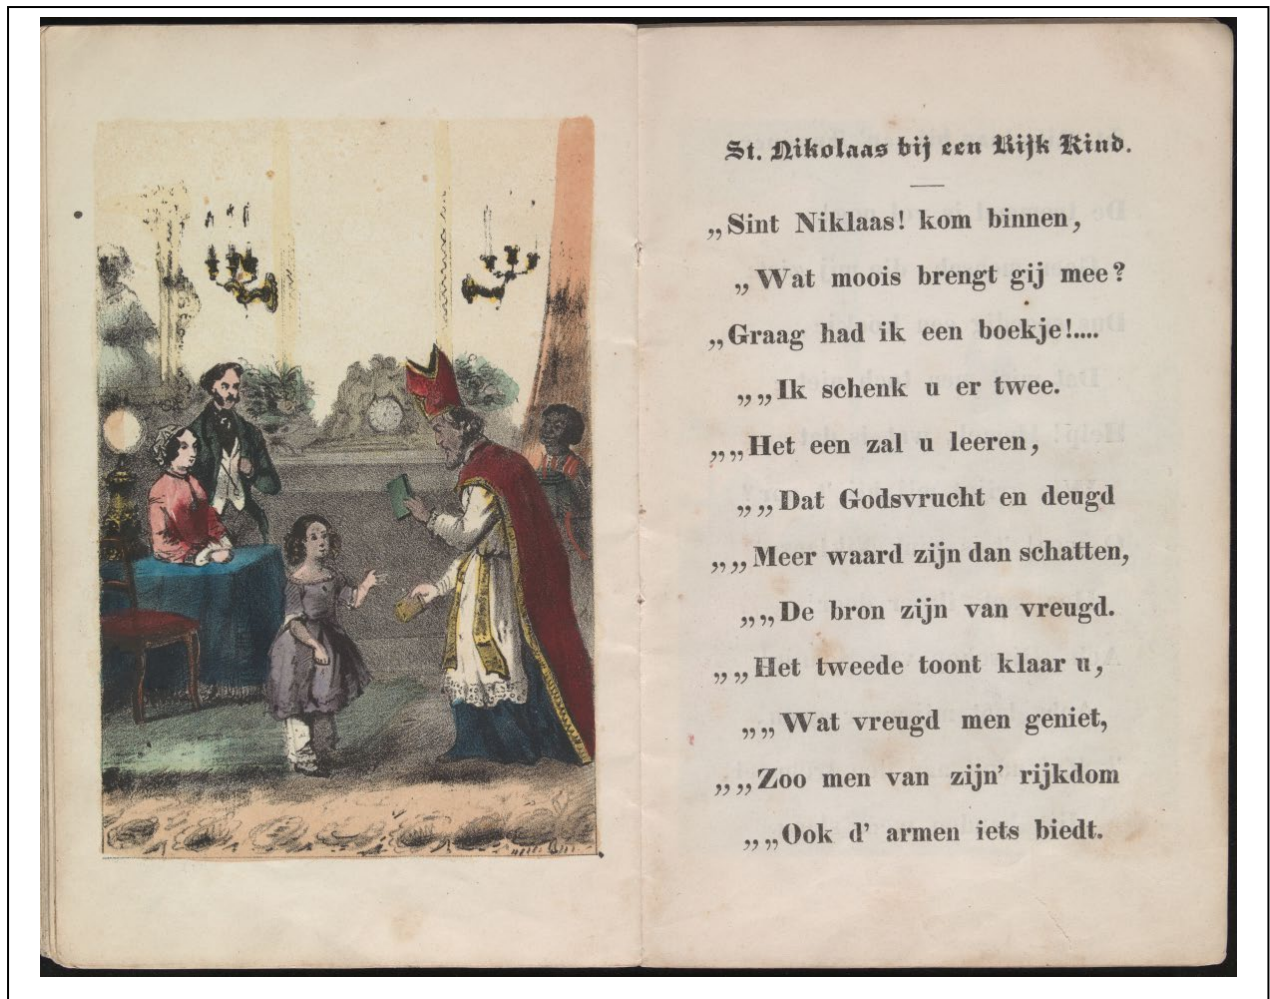 St. Nikolaas bij een Rijk Kind.
„Sint Niklaas! kom binnen,
„Wat moois brengt gij mee?
„Graag had ik een boekje!....
„„Ik schenk u er twee.
„„Het een zal u leeren,
„„Dat Godsvrucht en deugd
„„Meer waard zijn dan schatten,
„„De bron zijn van vreugd.
„„Het tweede toont klaar u,
„„Wat vreugd men geniet,
„„Zoo men van zijn' rijkdom
„„Ook d' armen iets biedt.